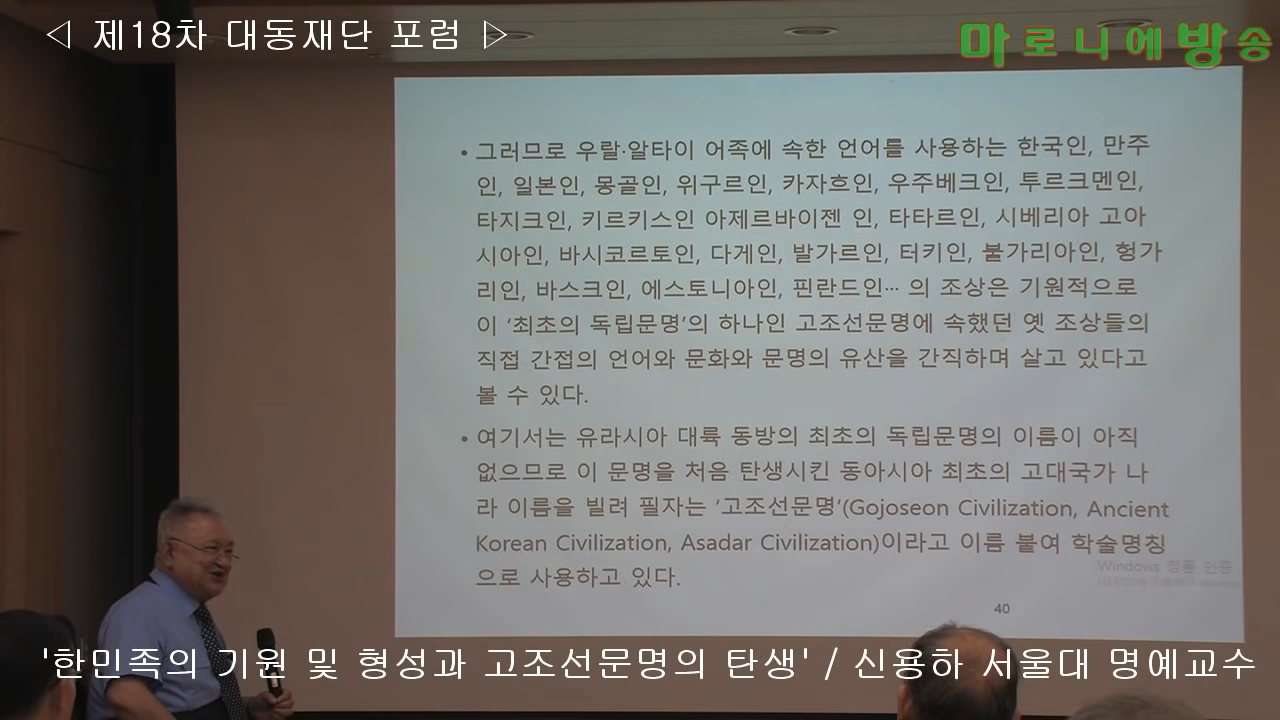 ◁ 제18차 대동재단 포럼 ▷
마로니에방송
• 그러므로 우랄·알타이 어족에 속한 언어를 사용하는 한국인, 만주
인, 일본인, 몽골인, 위구르인, 카자흐인, 우주베크인, 투르크멘인,
타지크인, 키르키스인 아제르바이젠 인, 타타르인, 시베리아 고아
시아인, 바시코르토인, 다게인, 발가르인, 터키인, 불가리아인, 헝가
리인, 바스크인, 에스토니아인, 핀란드인… 의 조상은 기원적으로
이 '최초의 독립문명'의 하나인 고조선문명에 속했던 옛 조상들의
직접 간접의 언어와 문화와 문명의 유산을 간직하며 살고 있다고
볼 수 있다.
• 여기서는 유라시아 대륙 동방의 최초의 독립문명의 이름이 아직
없으므로 이 문명을 처음 탄생시킨 동아시아 최초의 고대국가 나
라 이름을 빌려 필자는 '고조선문명'(Gojoseon Civilization, Ancient
Korean Civilization, Asadar Civilization)이라고 이름 붙여 학술명칭
으로 사용하고 있다.
Windows 정품 인증
40
'한민족의 기원 및 형성과 고조선문명의 탄생' / 신용하 서울대 명예교수